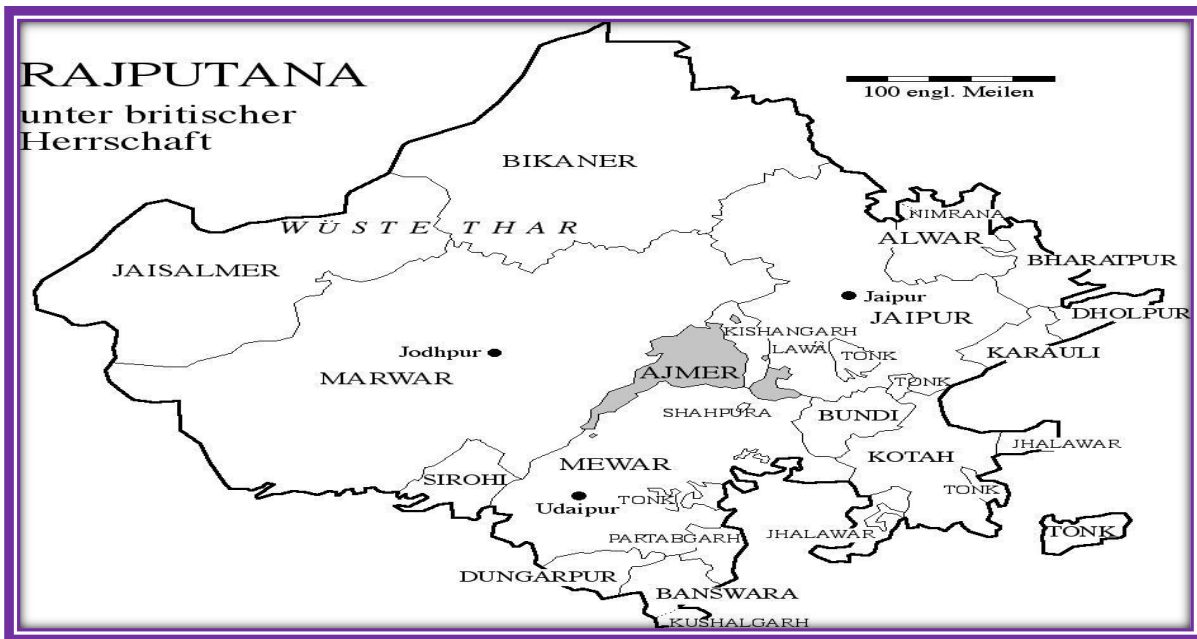 RAJPUTANA
unter britischer
Herrschaft
100 engl. Meilen
BIKANER
WÜSTE THAR
JAISALMER
NIMRANA
ALWAR
BHARATPUR
Jaipur
JAIPUR
DHOLPUR
KISHANGARH
LAWA
TONK
KARAULI
Jodhpur
MARWAR
AJMER
TONK
SHAHPURA
BUNDI
JHALAWAR
KOTAH
MEWAR
SIROHI
TONK
TONK
Udaipur
PARTABGARH
JHALAWAR
TONK
DUNGARPUR
BANSWARA
KUSHALGARH